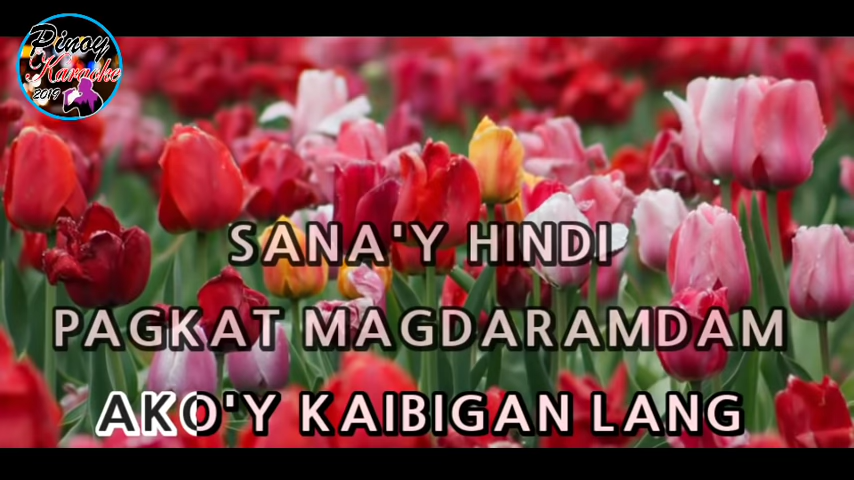 Pinoy
Karaoke
2019
SANA'Y HINDI
PAGKAT MAGDARAMDAM
AKO'Y KAIBIGAN LANG